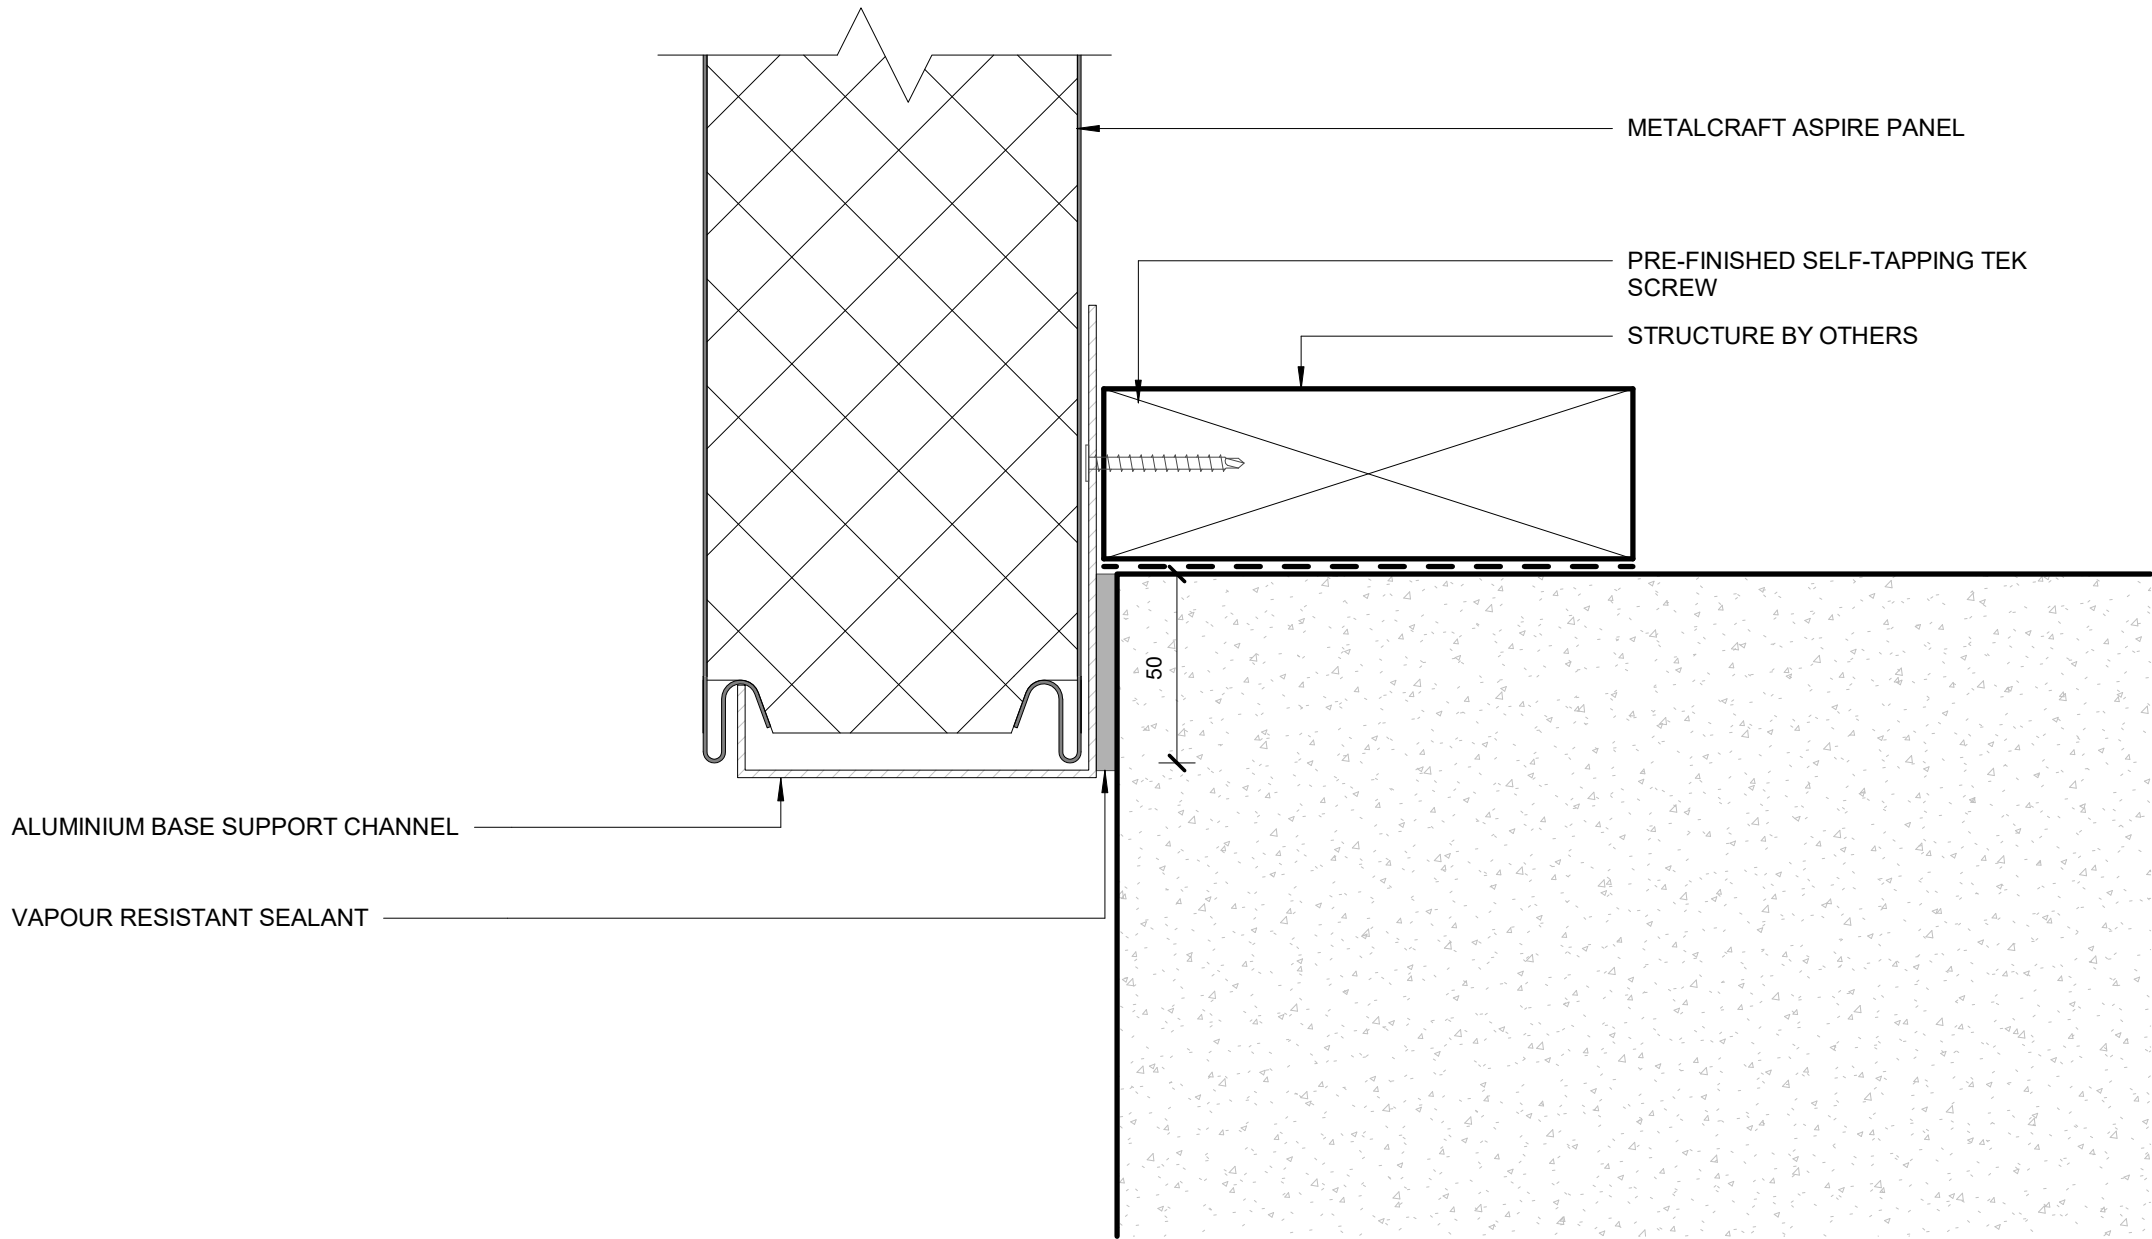 METALCRAFT ASPIRE PANEL
PRE-FINISHED SELF-TAPPING TEK
SCREW
STRUCTURE BY OTHERS
50
ALUMINIUM BASE SUPPORT CHANNEL
VAPOUR RESISTANT SEALANT